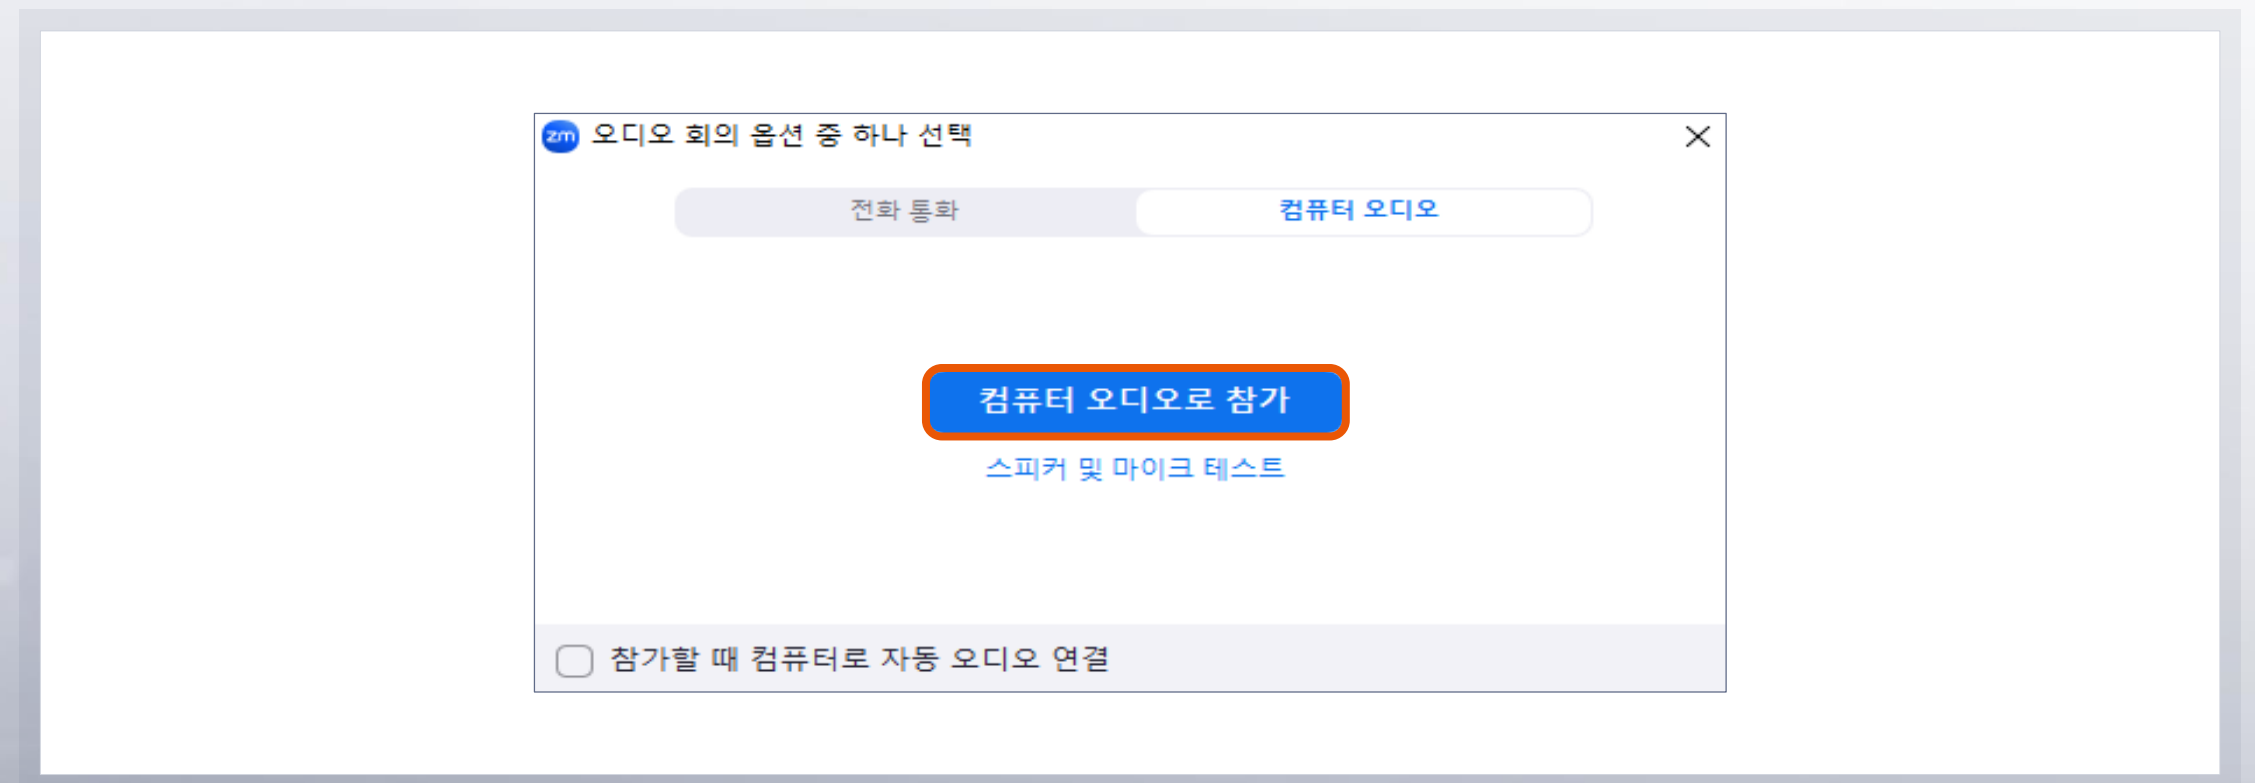 zm 오디오 회의 옵션 중 하나 선택
전화 통화 컴퓨터 오디오
컴퓨터 오디오로 참가
스피커 및 마이크 테스트
참가할 때 컴퓨터로 자동 오디오 연결